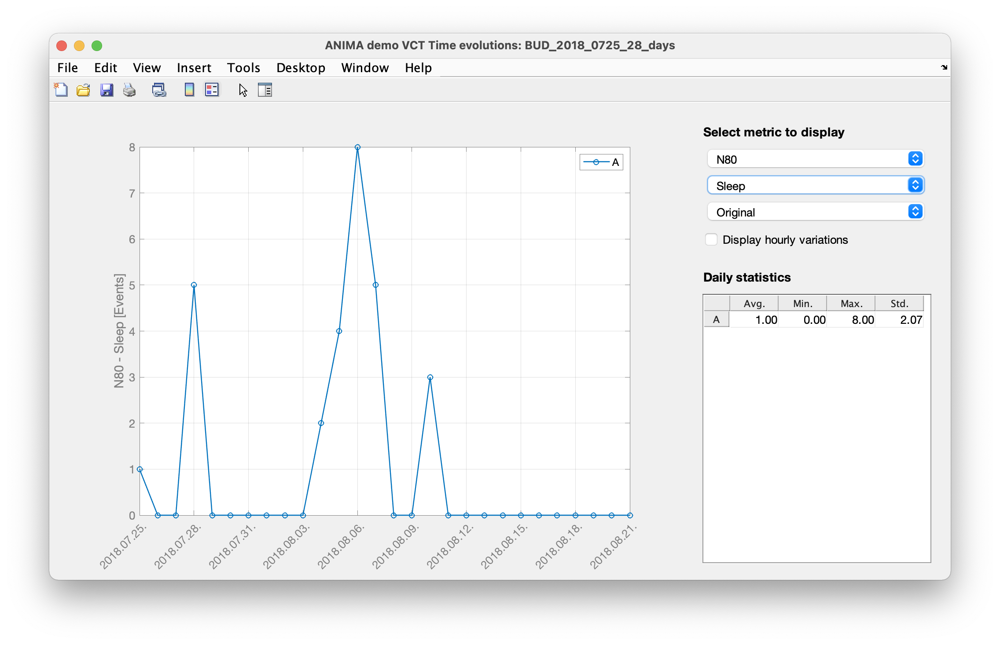 ANIMA demo VCT Time evolutions: BUD_2018_0725_28_days
File Edit View Insert Tools Desktop Window Help
N80 - Sleep [Events]
8
7
6
5
4
3
2
1
0
2018.07.25. 2018.07.28. 2018.07.31. 2018.08.03. 2018.08.06. 2018.08.09. 2018.08.12. 2018.08.15. 2018.08.18. 2018.08.21.
A
Select metric to display
N80
Sleep
Original
Display hourly variations
Daily statistics
Avg. Min. Max. Std.
A 1.00 0.00 8.00 2.07